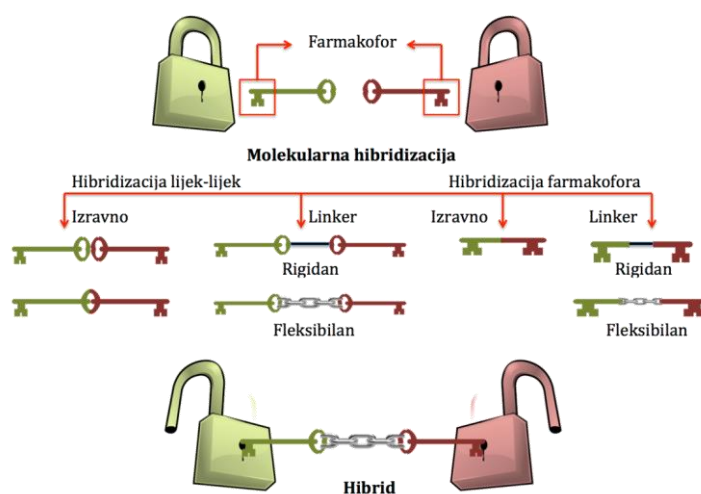 Farmakofor
Molekularna hibridizacija
Hibridizacija lijek-lijek
Hibridizacija farmakofora
Izravno
Linker
Izravno
Linker
Rigidan
Rigidan
Fleksibilan
Fleksibilan
Hibrid